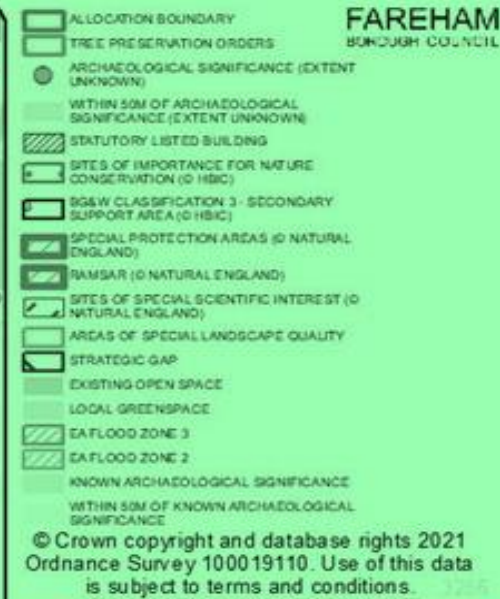 FAREHAM
BOROUGH COUNCIL
ALLOCATION BOUNDARY
TREE PRESERVATION ORDERS
ARCHAEOLOGICAL SIGNIFICANCE (EXTENT
UNKNOWN)
WITHIN 50M OF ARCHAEOLOGICAL
SIGNIFICANCE (EXTENT UNKNOWN)
STATUTORY LISTED BUILDING
SITES OF IMPORTANCE FOR NATURE
CONSERVATION (© HBIC)
BG&W CLASSIFICATION 3 - SECONDARY
SUPPORT AREA (© HBIC)
SPECIAL PROTECTION AREAS (© NATURAL
ENGLAND)
RAMSAR (© NATURAL ENGLAND)
SITES OF SPECIAL SCIENTIFIC INTEREST (©
NATURAL ENGLAND)
AREAS OF SPECIAL LANDSCAPE QUALITY
STRATEGIC GAP
EXISTING OPEN SPACE
LOCAL GREENSPACE
EA FLOOD ZONE 3
EA FLOOD ZONE 2
KNOWN ARCHAEOLOGICAL SIGNIFICANCE
WITHIN 50M OF KNOWN ARCHAEOLOGICAL
SIGNIFICANCE
© Crown copyright and database rights 2021
Ordnance Survey 100019110. Use of this data
is subject to terms and conditions.